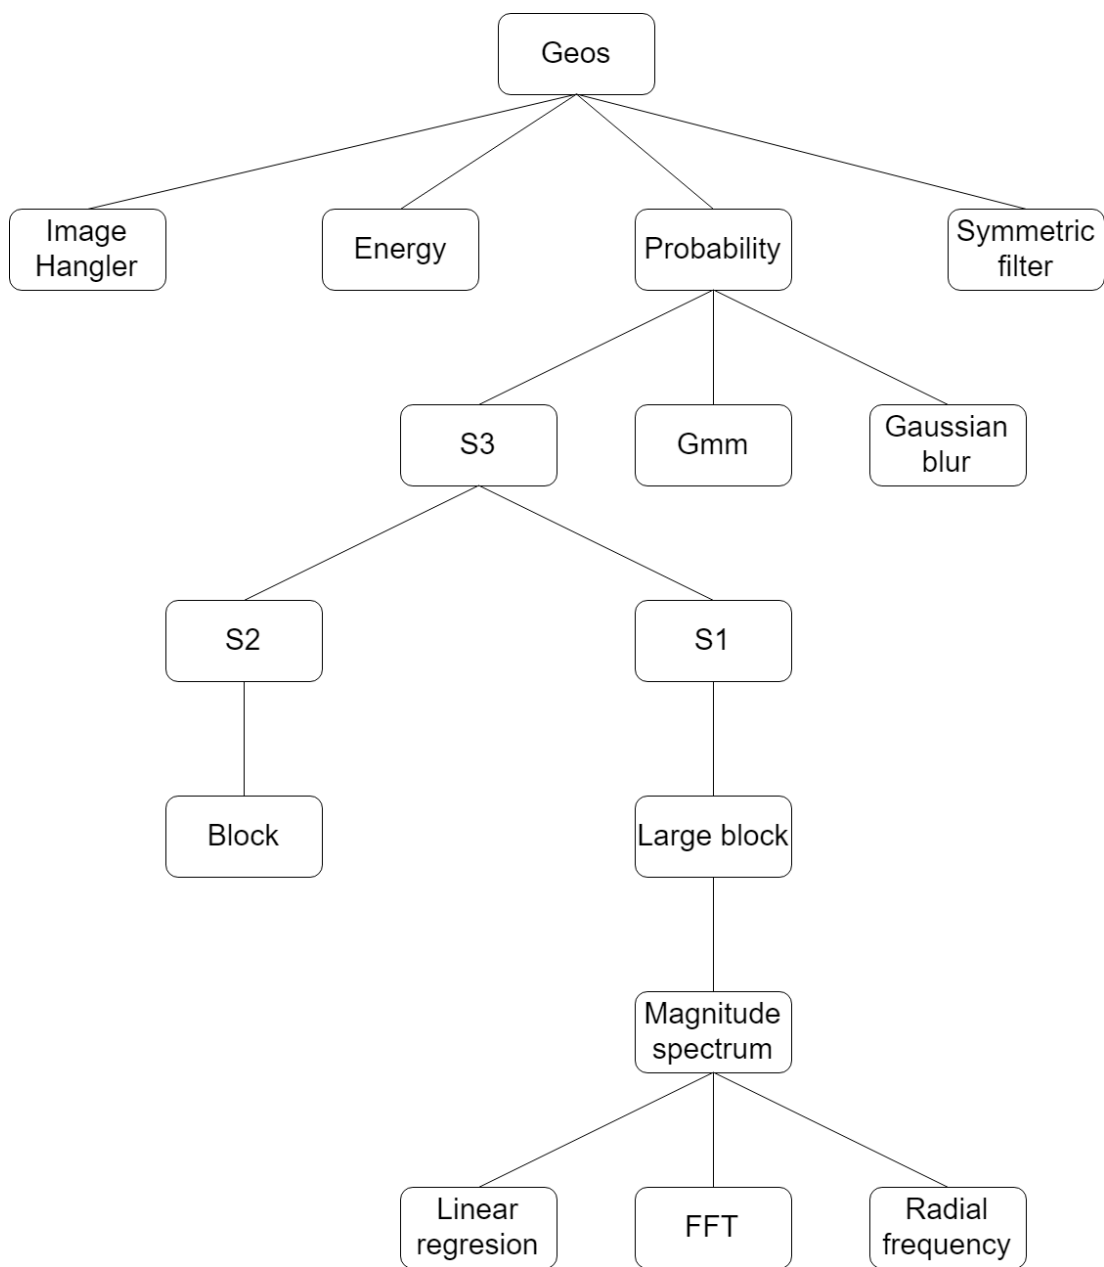 Geos
Image
Hangler
Energy
Probability
Symmetric
filter
S3
Gmm
Gaussian
blur
S2
S1
Block
Large block
Magnitude
spectrum
Linear
regresion
FFT
Radial
frequency